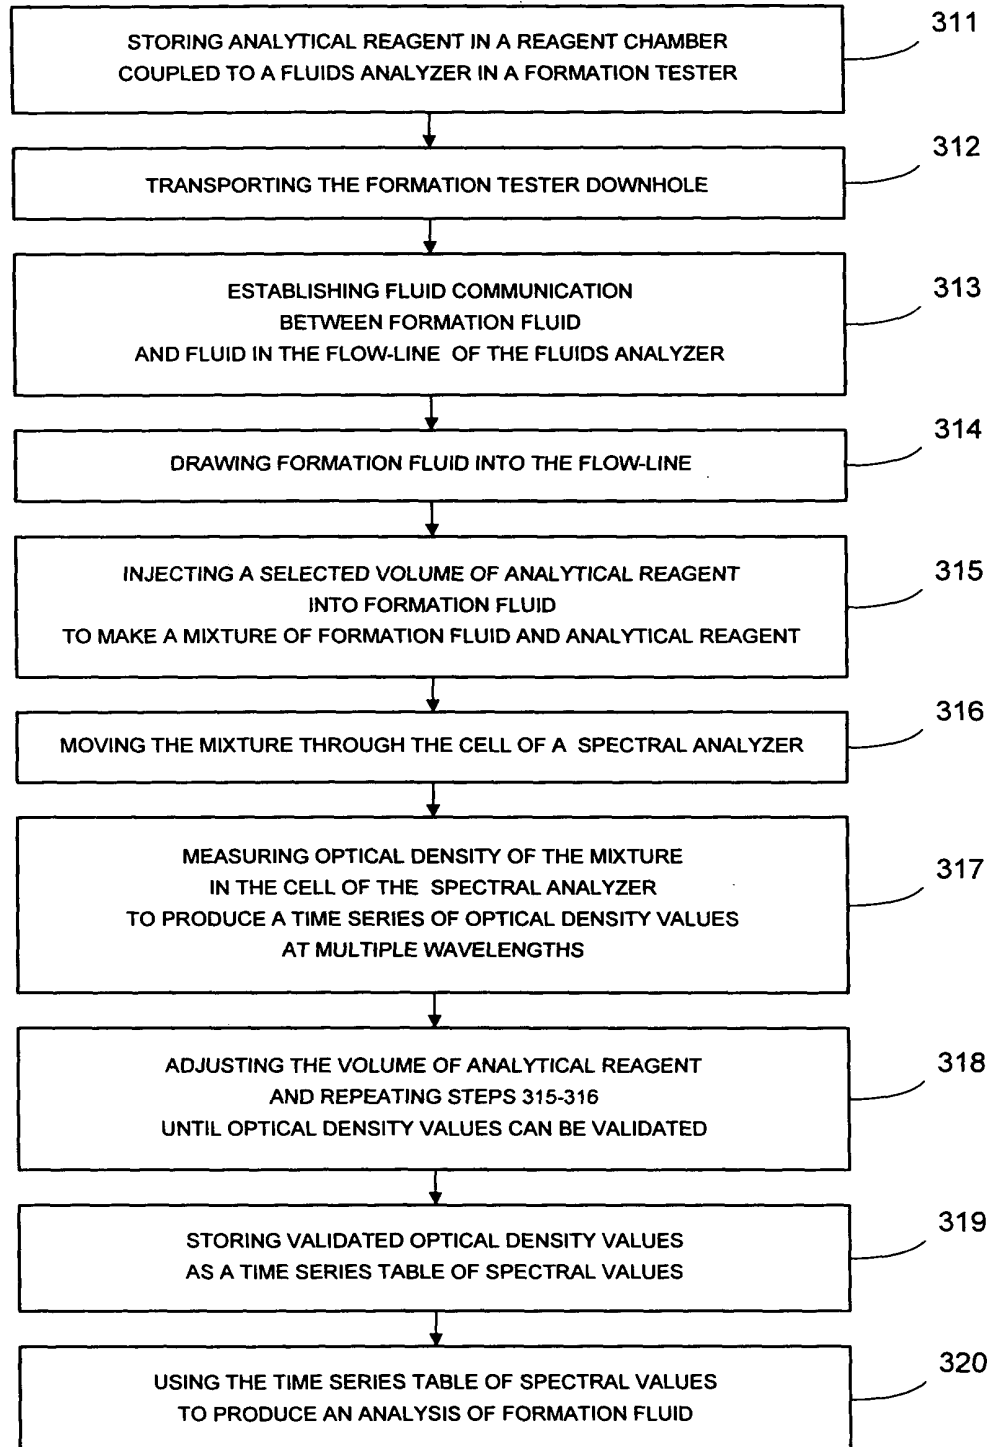 STORING ANALYTICAL REAGENT IN A REAGENT CHAMBER
COUPLED TO A FLUIDS ANALYZER IN A FORMATION TESTER
311
TRANSPORTING THE FORMATION TESTER DOWNHOLE
312
ESTABLISHING FLUID COMMUNICATION
BETWEEN FORMATION FLUID
AND FLUID IN THE FLOW-LINE OF THE FLUIDS ANALYZER
313
DRAWING FORMATION FLUID INTO THE FLOW-LINE
314
INJECTING A SELECTED VOLUME OF ANALYTICAL REAGENT
INTO FORMATION FLUID
TO MAKE A MIXTURE OF FORMATION FLUID AND ANALYTICAL REAGENT
315
MOVING THE MIXTURE THROUGH THE CELL OF A SPECTRAL ANALYZER
316
MEASURING OPTICAL DENSITY OF THE MIXTURE
IN THE CELL OF THE SPECTRAL ANALYZER
TO PRODUCE A TIME SERIES OF OPTICAL DENSITY VALUES
AT MULTIPLE WAVELENGTHS
317
ADJUSTING THE VOLUME OF ANALYTICAL REAGENT
AND REPEATING STEPS 315-316
UNTIL OPTICAL DENSITY VALUES CAN BE VALIDATED
318
STORING VALIDATED OPTICAL DENSITY VALUES
AS A TIME SERIES TABLE OF SPECTRAL VALUES
319
USING THE TIME SERIES TABLE OF SPECTRAL VALUES
TO PRODUCE AN ANALYSIS OF FORMATION FLUID
320